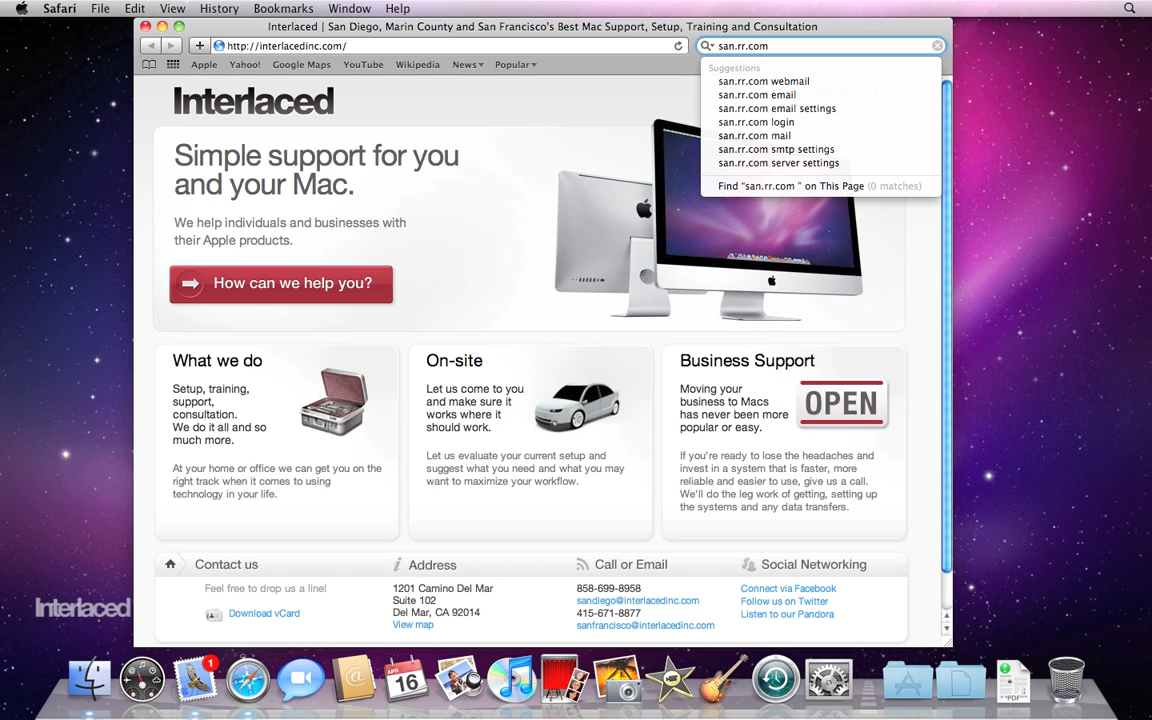 Safari File Edit View History Bookmarks Window Help
Interlaced | San Diego, Marin County and San Francisco's Best Mac Support, Setup, Training and Consultation
http://interlacedinc.com/
san.rr.com
Apple Yahoo! Google Maps YouTube Wikipedia News Popular
Suggestions
san.rr.com webmail
san.rr.com email
san.rr.com email settings
san.rr.com login
san.rr.com mail
san.rr.com smtp settings
san.rr.com server settings
Find "san.rr.com " on This Page (0 matches)
Interlaced
Simple support for you
and your Mac.
We help individuals and businesses with
their Apple products.
How can we help you?
What we do
Setup, training,
support,
consultation.
We do it all and so
much more.
At your home or office we can get you on the
right track when it comes to using
technology in your life.
On-site
Let us come to you
and make sure it
works where it
should work.
Let us evaluate your current setup and
suggest what you need and what you may
want to maximize your workflow.
Business Support
Moving your
business to Macs
has never been more
popular or easy.
OPEN
If you're ready to lose the headaches and
invest in a system that is faster, more
reliable and easier to use, give us a call.
We'll do the leg work of getting, setting up
the systems and any data transfers.
Contact us
Feel free to drop us a line!
Download vCard
Address
1201 Camino Del Mar
Suite 102
Del Mar, CA 92014
View map
Call or Email
858-699-8958
sandiego@interlacedinc.com
415-671-8877
sanfrancisco@interlacedinc.com
Social Networking
Connect via Facebook
Follow us on Twitter
Listen to our Pandora
Interlaced
1
APR
16
PDF